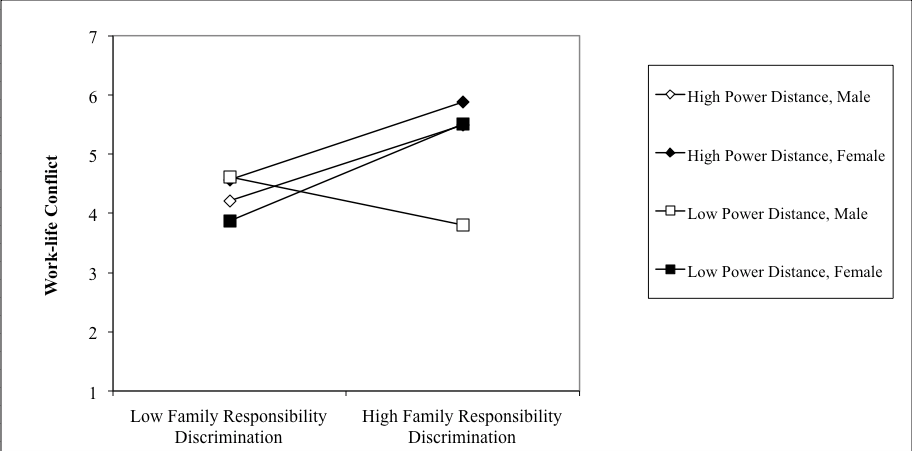 7
6
5
4
3
2
1
Work-life Conflict
Low Family Responsibility
Discrimination
High Family Responsibility
Discrimination
High Power Distance, Male
High Power Distance, Female
Low Power Distance, Male
Low Power Distance, Female